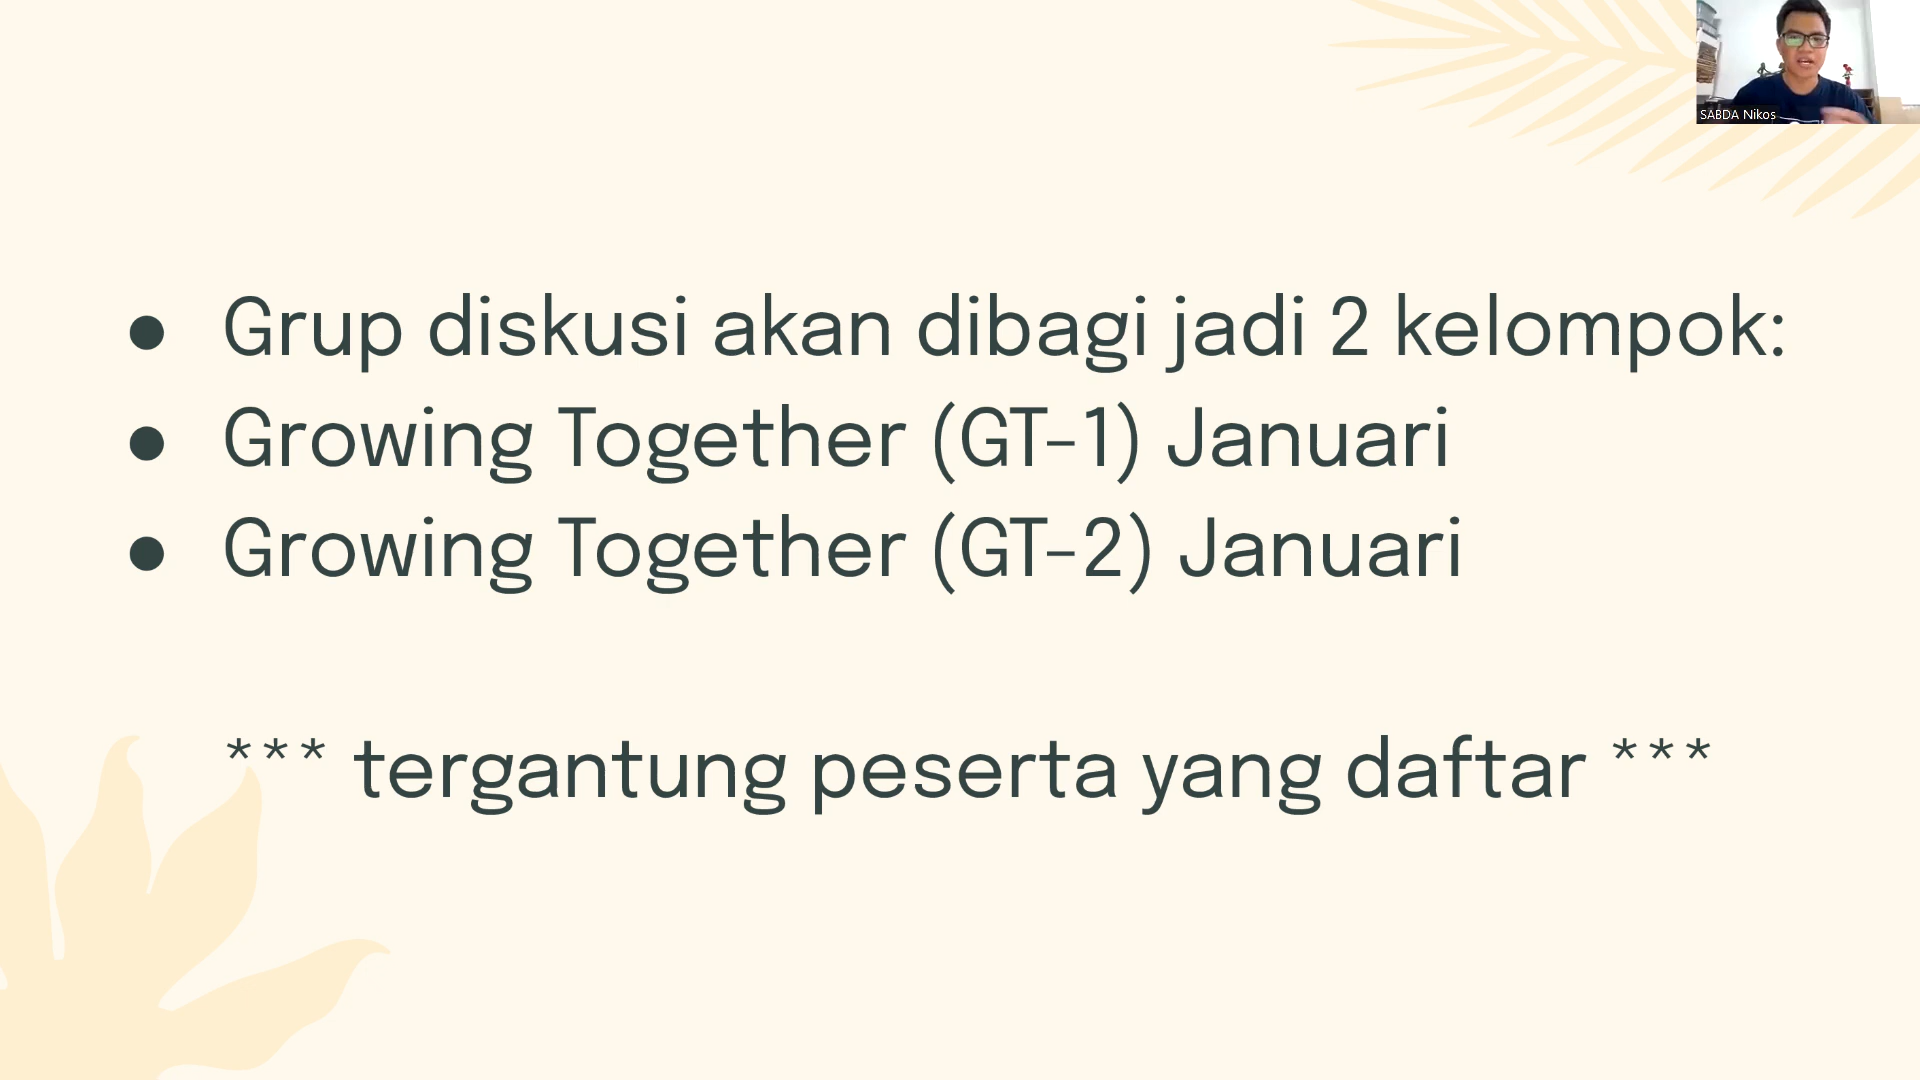 SABDA Nikos
● Grup diskusi akan dibagi jadi 2 kelompok:
● Growing Together (GT-1) Januari
● Growing Together (GT-2) Januari
*** tergantung peserta yang daftar ***